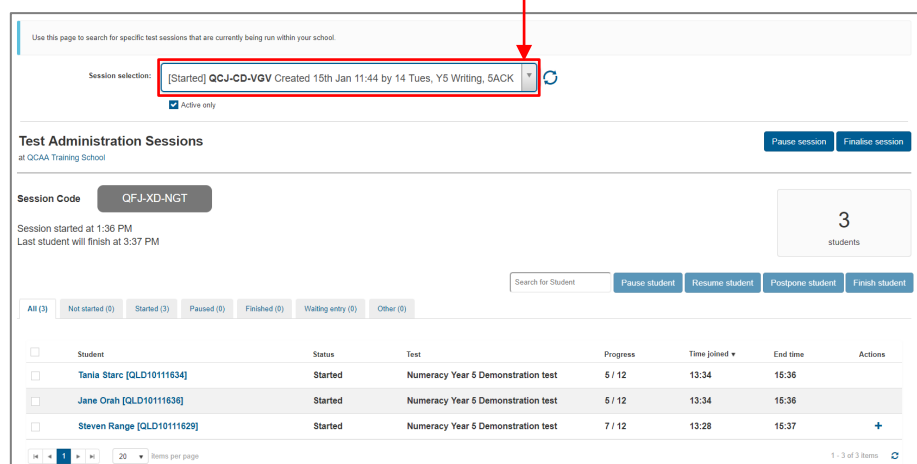 Use this page to search for specific test sessions that are currently being run within your school.
Session selection: [Started] QCJ-CD-VGV Created 15th Jan 11:44 by 14 Tues, Y5 Writing, 5ACK
Active only
Test Administration Sessions
Pause session Finalise session
at QCAA Training School
Session Code QFJ-XD-NGT
Session started at 1:36 PM
Last student will finish at 3:37 PM
3
students
Search for Student Pause student Resume student Postpone student Finish student
All (3) Not started (0) Started (3) Paused (0) Finished (0) Waiting entry (0) Other (0)
Student Status Test Progress Time joined End time Actions
Tania Starc [QLD10111634] Started Numeracy Year 5 Demonstration test 5 / 12 13:34 15:36
Jane Orah [QLD10111636] Started Numeracy Year 5 Demonstration test 5 / 12 13:34 15:36
Steven Range [QLD10111629] Started Numeracy Year 5 Demonstration test 7 / 12 13:28 15:37 +
1 20 items per page 1 - 3 of 3 items